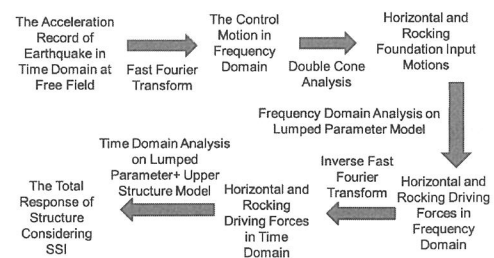 The Acceleration
Record of
Earthquake in
Time Domain at
Free Field
Fast Fourier
Transform
The Control
Motion in
Frequency
Domain
Double Cone
Analysis
Horizontal and
Rocking
Foundation Input
Motions
Frequency Domain Analysis on
Lumped Parameter Model
Horizontal and
Rocking Driving
Forces in
Frequency
Domain
Inverse Fast
Fourier
Transform
Horizontal and
Rocking
Driving Forces
in Time
Domain
Time Domain Analysis
on Lumped
Parameter+ Upper
Structure Model
The Total
Response of
Structure
Considering
SSI